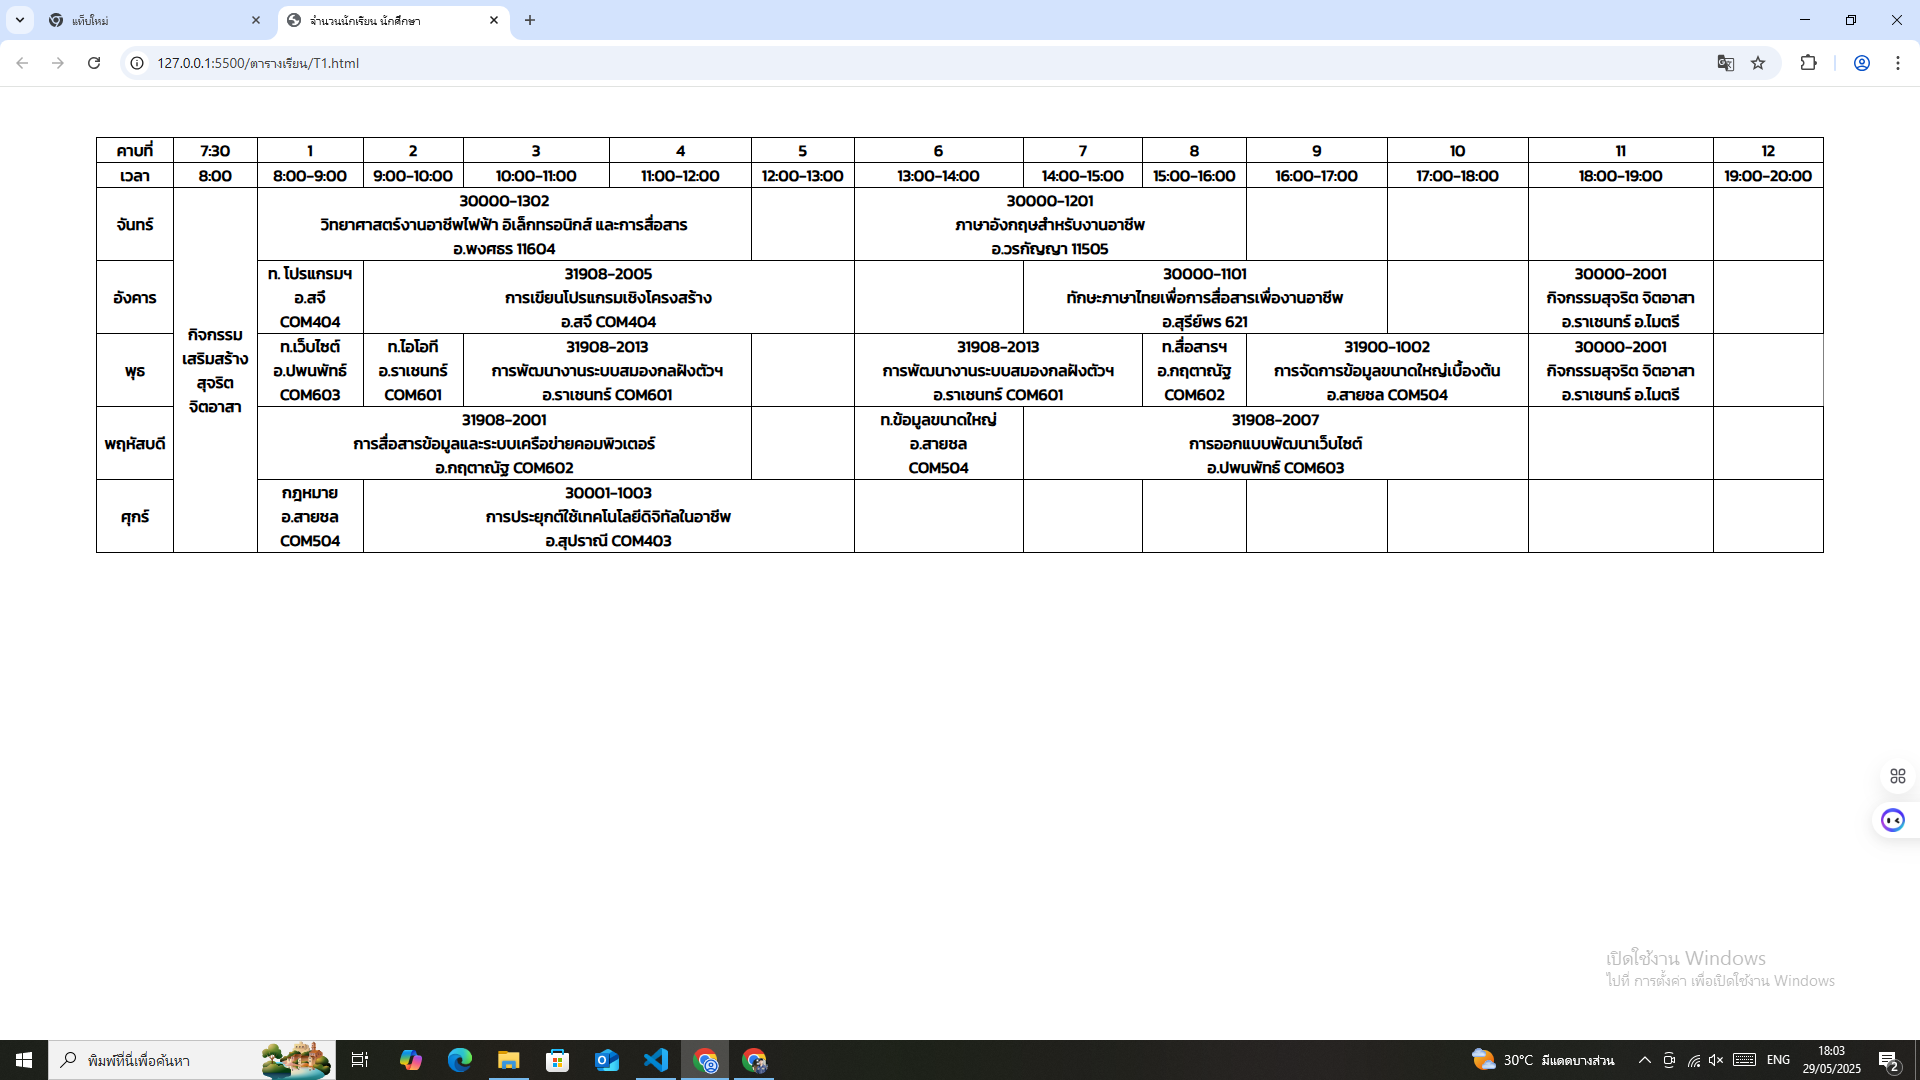 แท็บใหม่
จำนวนนักเรียน นักศึกษา
127.0.0.1:5500/ตารางเรียน/T1.html
คาบที่ 7:30 1 2 3 4 5 6 7 8 9 10 11 12
เวลา 8:00 8:00-9:00 9:00-10:00 10:00-11:00 11:00-12:00 12:00-13:00 13:00-14:00 14:00-15:00 15:00-16:00 16:00-17:00 17:00-18:00 18:00-19:00 19:00-20:00
กิจกรรม
เสริมสร้าง
สุจริต
จิตอาสา
จันทร์
30000-1302
วิทยาศาสตร์งานอาชีพไฟฟ้า อิเล็กทรอนิกส์ และการสื่อสาร
อ.พงศธร 11604
30000-1201
ภาษาอังกฤษสำหรับงานอาชีพ
อ.วรกัญญา 11505
อังคาร
ท. โปรแกรมฯ
อ.สจี
COM404
31908-2005
การเขียนโปรแกรมเชิงโครงสร้าง
อ.สจี COM404
30000-1101
ทักษะภาษาไทยเพื่อการสื่อสารเพื่องานอาชีพ
อ.สุรีย์พร 621
30000-2001
กิจกรรมสุจริต จิตอาสา
อ.ราเชนทร์ อ.ไมตรี
พุธ
ท.เว็บไซต์
อ.ปพนพัทธ์
COM603
ท.ไอโอที
อ.ราเชนทร์
COM601
31908-2013
การพัฒนางานระบบสมองกลฝังตัวฯ
อ.ราเชนทร์ COM601
31908-2013
การพัฒนางานระบบสมองกลฝังตัวฯ
อ.ราเชนทร์ COM601
ท.สื่อสารฯ
อ.กฤตาณัฐ
COM602
31900-1002
การจัดการข้อมูลขนาดใหญ่เบื้องต้น
อ.สายชล COM504
30000-2001
กิจกรรมสุจริต จิตอาสา
อ.ราเชนทร์ อ.ไมตรี
พฤหัสบดี
31908-2001
การสื่อสารข้อมูลและระบบเครือข่ายคอมพิวเตอร์
อ.กฤตาณัฐ COM602
ท.ข้อมูลขนาดใหญ่
อ.สายชล
COM504
31908-2007
การออกแบบพัฒนาเว็บไซต์
อ.ปพนพัทธ์ COM603
ศุกร์
กฎหมาย
อ.สายชล
COM504
30001-1003
การประยุกต์ใช้เทคโนโลยีดิจิทัลในอาชีพ
อ.สุปราณี COM403
เปิดใช้งาน Windows
ไปที่ การตั้งค่า เพื่อเปิดใช้งาน Windows
พิมพ์ที่นี่เพื่อค้นหา
30°C มีแดดบางส่วน
ENG
18:03
29/05/2025
2